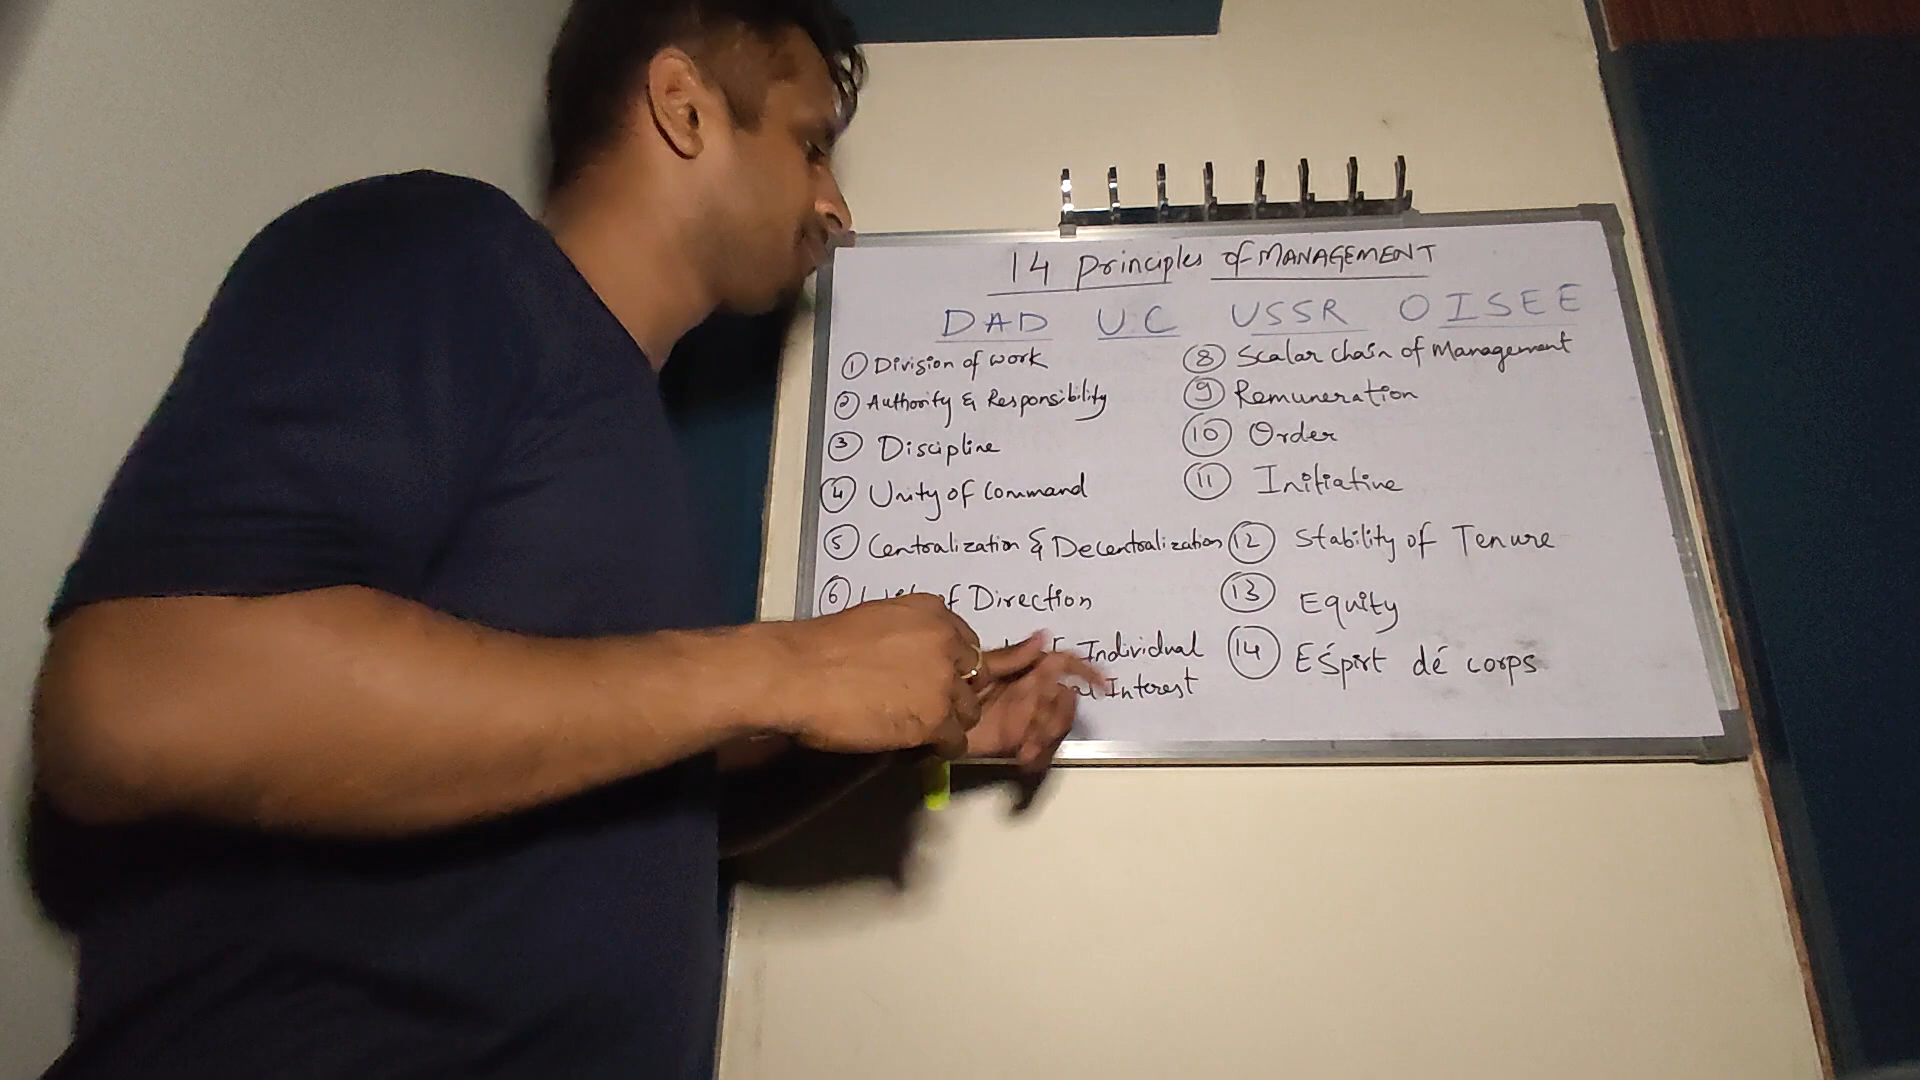 14 Principles of MANAGEMENT
DAD UC USSR OISEE
① Division of work
② Authority & Responsibility
③ Discipline
④ Unity of Command
⑤ Centralization & Decentralization
⑥ of Direction
Individual
Interest
⑧ Scalar chain of Management
⑨ Remuneration
⑩ Order
⑪ Initiative
⑫ Stability of Tenure
⑬ Equity
⑭ Eśpirt dé corps